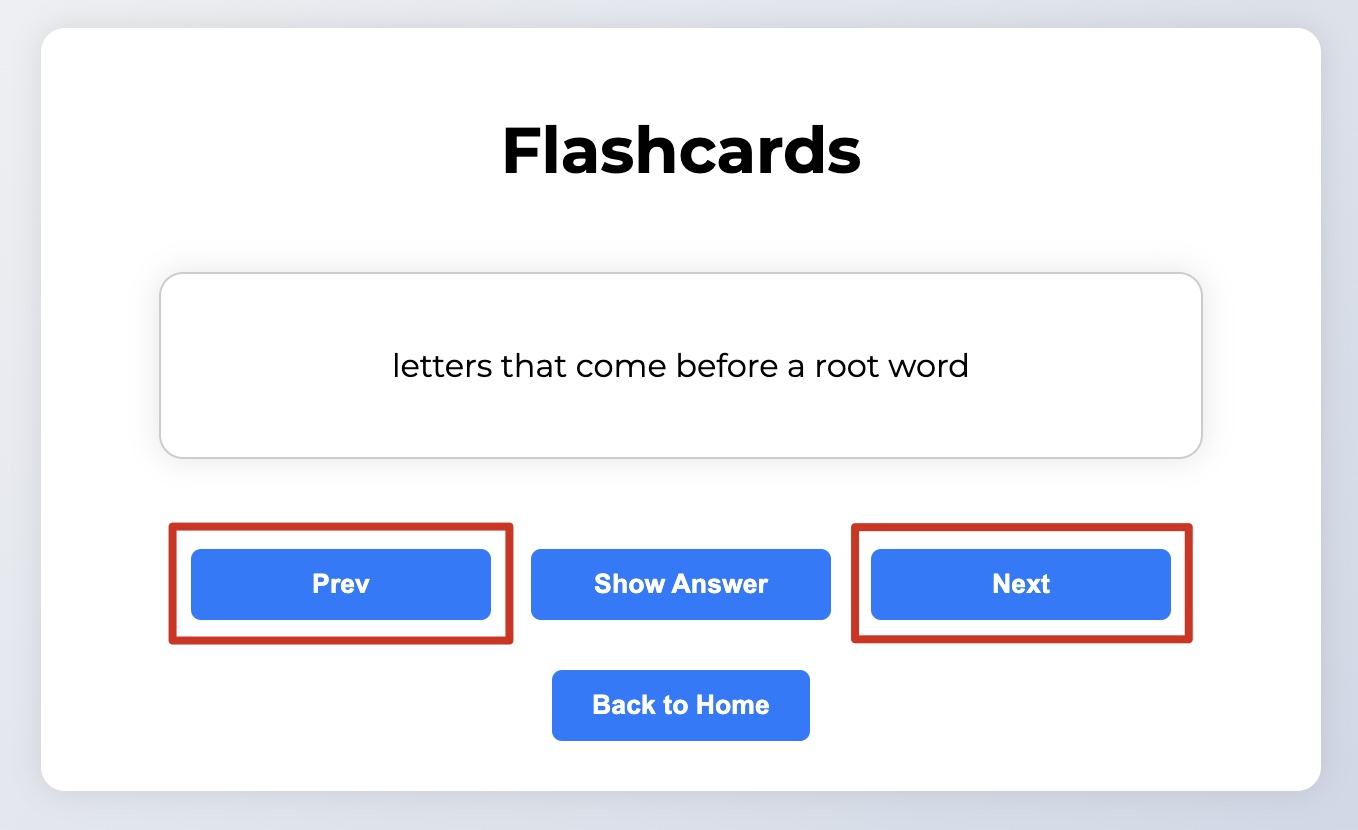 Flashcards
letters that come before a root word
Prev
Show Answer
Next
Back to Home